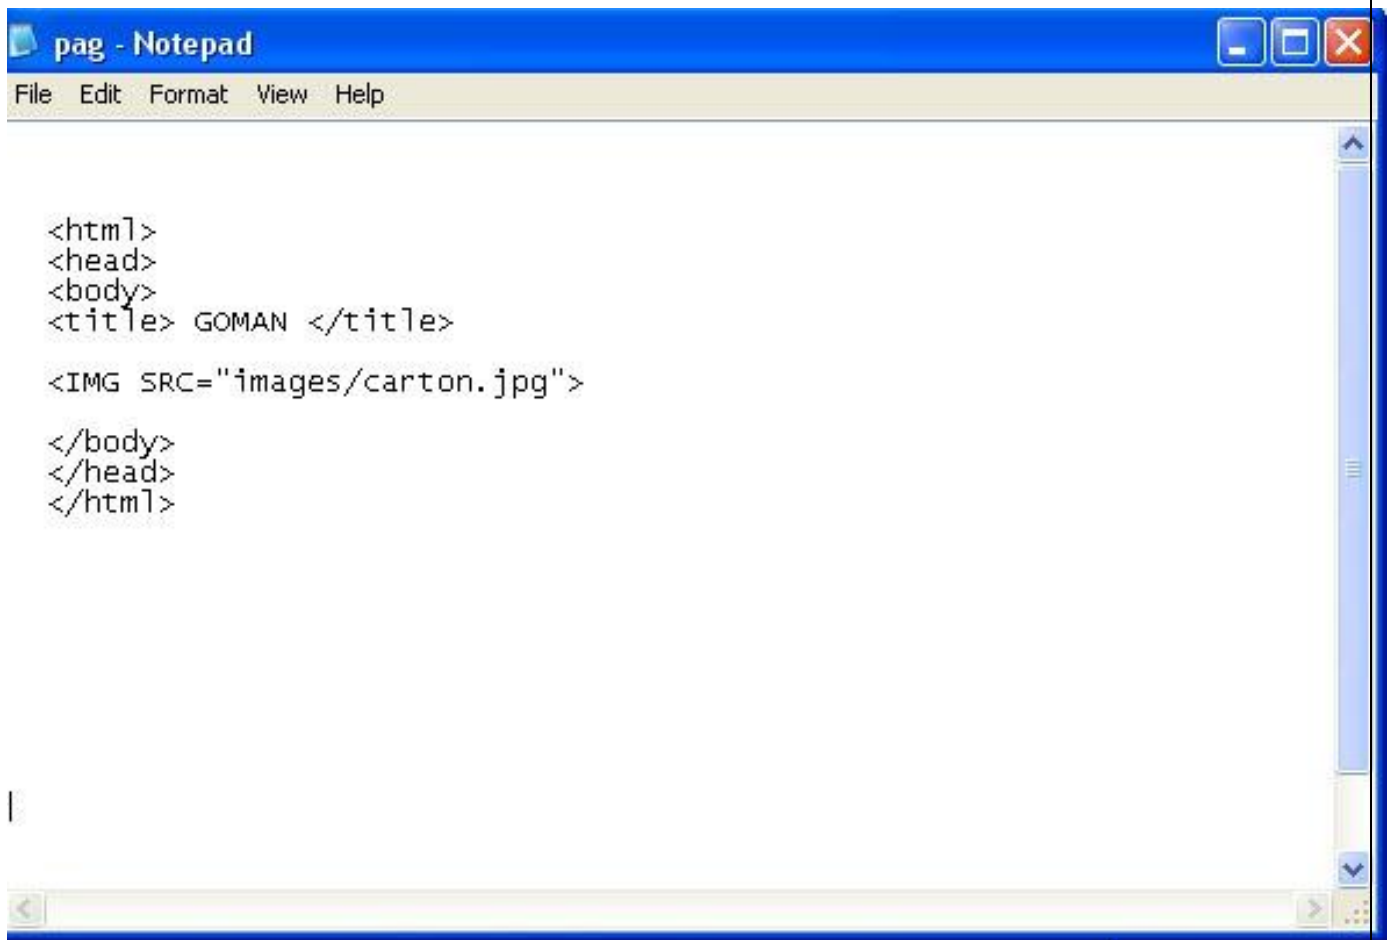 pag - Notepad
File Edit Format View Help
<html>
<head>
<body>
<title> GOMAN </title>
<IMG SRC="images/carton.jpg">
</body>
</head>
</html>